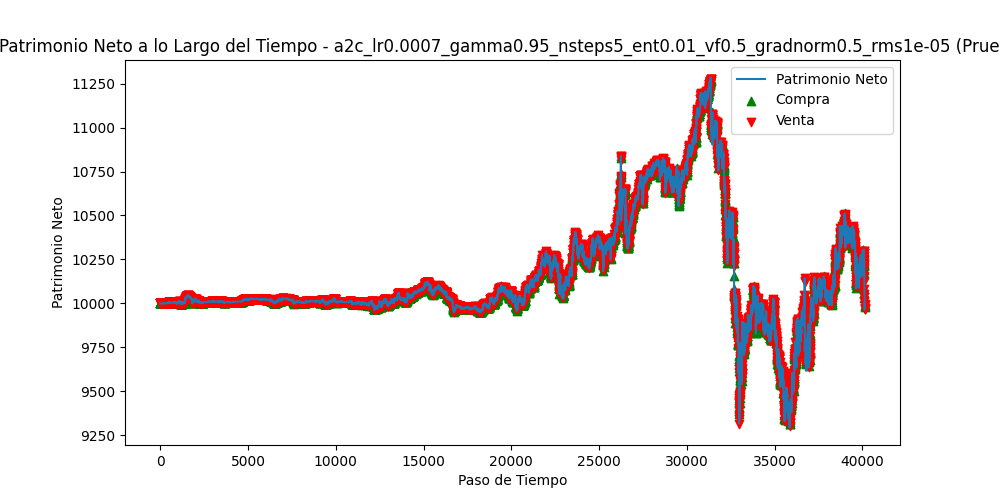 Patrimonio Neto a lo Largo del Tiempo - a2c_lr0.0007_gamma0.95_nsteps5_ent0.01_vf0.5_gradnorm0.5_rms1e-05 (Prue
Patrimonio Neto
Compra
Venta
11250
11000
10750
10500
10250
10000
9750
9500
9250
Patrimonio Neto
0 5000 10000 15000 20000 25000 30000 35000 40000
Paso de Tiempo